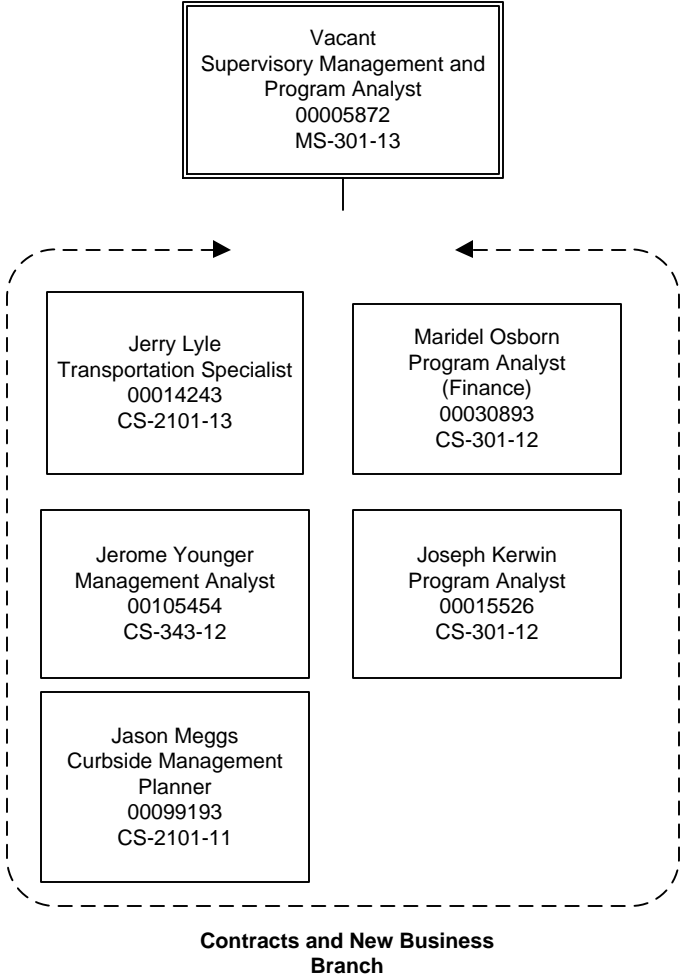 Vacant
Supervisory Management and
Program Analyst
00005872
MS-301-13
Jerry Lyle
Transportation Specialist
00014243
CS-2101-13
Maridel Osborn
Program Analyst
(Finance)
00030893
CS-301-12
Jerome Younger
Management Analyst
00105454
CS-343-12
Joseph Kerwin
Program Analyst
00015526
CS-301-12
Jason Meggs
Curbside Management
Planner
00099193
CS-2101-11
Contracts and New Business
Branch